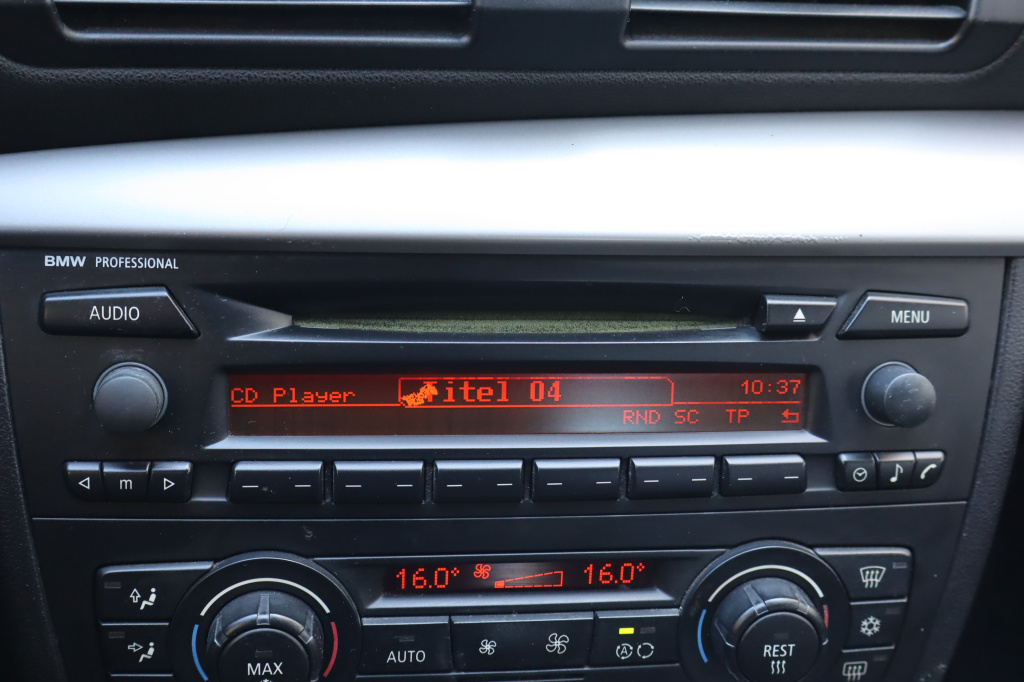 BMW PROFESSIONAL
AUDIO
MENU
CD Player
itel 04
10:37
RND SC TP
m
16.0°
16.0°
AUTO
A
MAX
REST